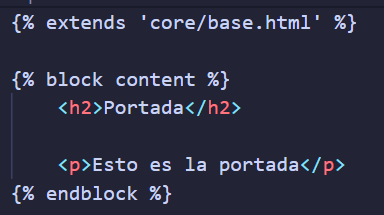 {% extends 'core/base.html' %}
{% block content %}
<h2>Portada</h2>
<p>Esto es la portada</p>
{% endblock %}